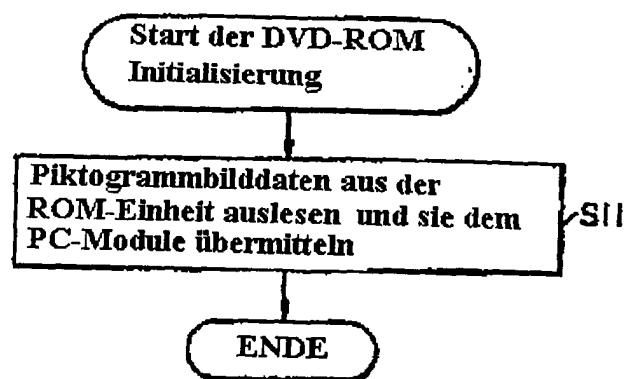 Start der DVD-ROM
Initialisierung
Piktogrammbilddaten aus der
ROM-Einheit auslesen und sie dem
PC-Module übermitteln
S11
ENDE